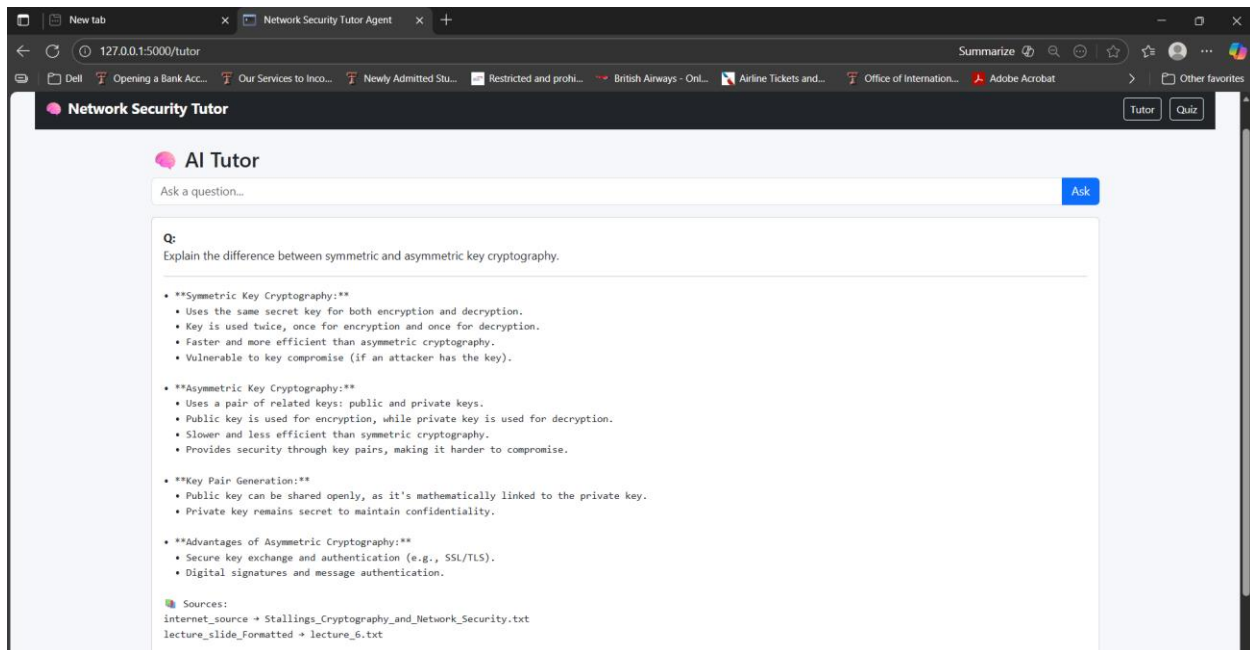 New tab
Network Security Tutor Agent
127.0.0.1:5000/tutor
Summarize
Dell Opening a Bank Acc... Our Services to Inco... Newly Admitted Stu... Restricted and prohi... British Airways - Onl... Airline Tickets and... Office of Internation... Adobe Acrobat Other favorites
Network Security Tutor
Tutor Quiz
AI Tutor
Ask a question...
Ask
Q:
Explain the difference between symmetric and asymmetric key cryptography.
• **Symmetric Key Cryptography:**
• Uses the same secret key for both encryption and decryption.
• Key is used twice, once for encryption and once for decryption.
• Faster and more efficient than asymmetric cryptography.
• Vulnerable to key compromise (if an attacker has the key).
• **Asymmetric Key Cryptography:**
• Uses a pair of related keys: public and private keys.
• Public key is used for encryption, while private key is used for decryption.
• Slower and less efficient than symmetric cryptography.
• Provides security through key pairs, making it harder to compromise.
• **Key Pair Generation:**
• Public key can be shared openly, as it's mathematically linked to the private key.
• Private key remains secret to maintain confidentiality.
• **Advantages of Asymmetric Cryptography:**
• Secure key exchange and authentication (e.g., SSL/TLS).
• Digital signatures and message authentication.
Sources:
internet_source → Stallings_Cryptography_and_Network_Security.txt
lecture_slide_Formatted → lecture_6.txt